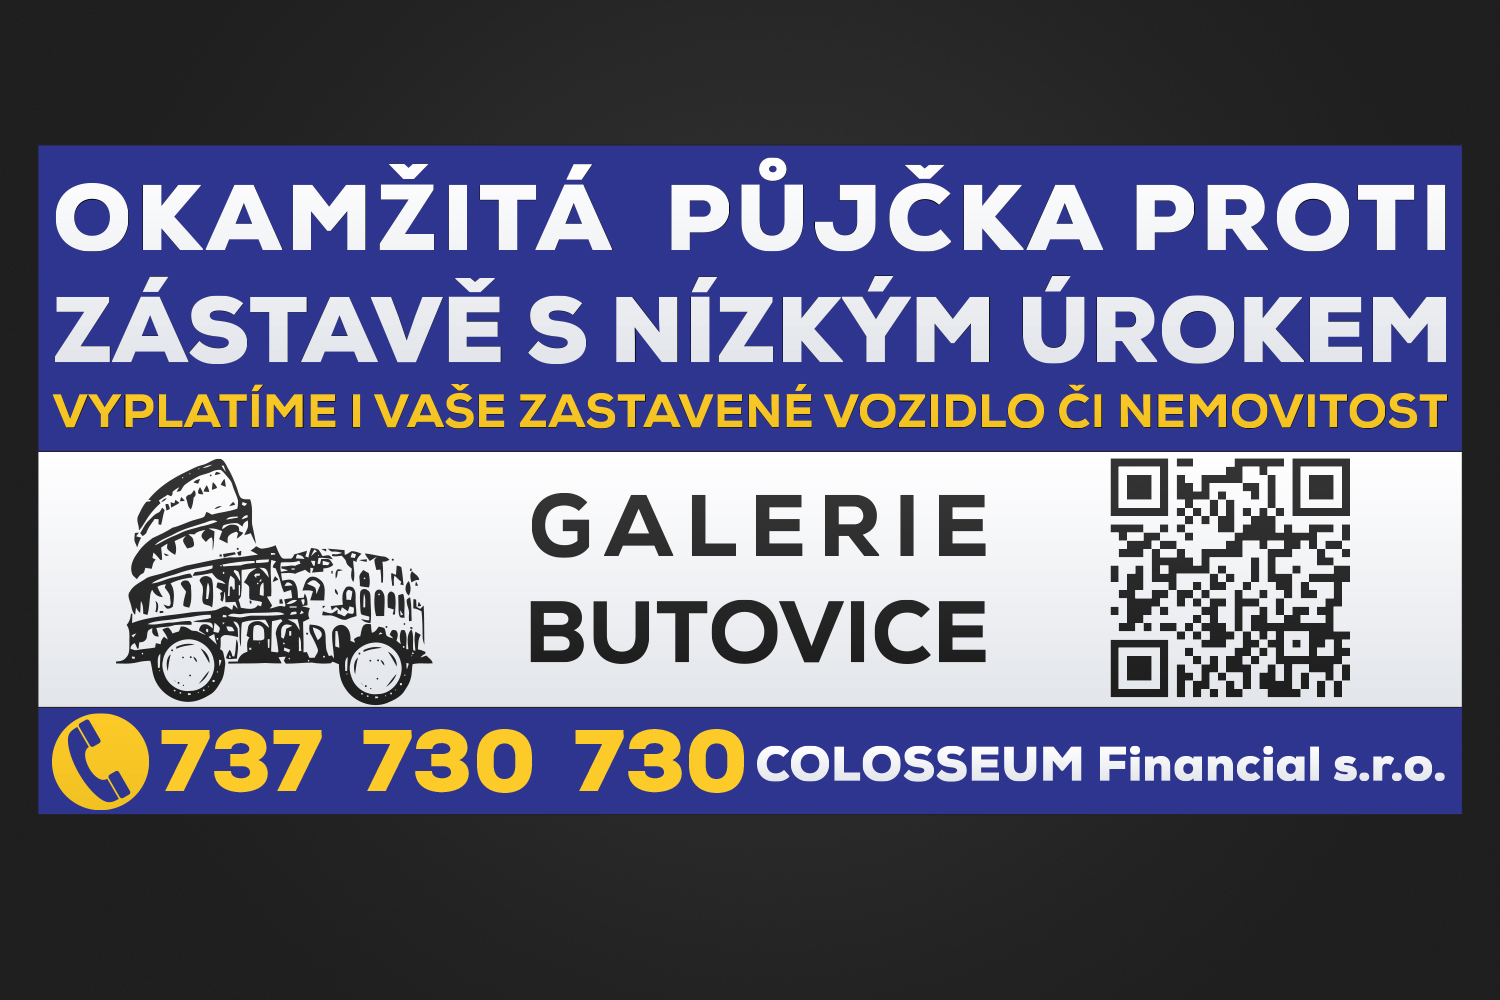 OKAMŽITÁ PŮJČKA PROTI
ZÁSTAVĚ S NÍZKÝM ÚROKEM
VYPLATÍME I VAŠE ZASTAVENÉ VOZIDLO ČI NEMOVITOST
GALERIE
BUTOVICE
737 730 730 COLOSSEUM Financial s.r.o.